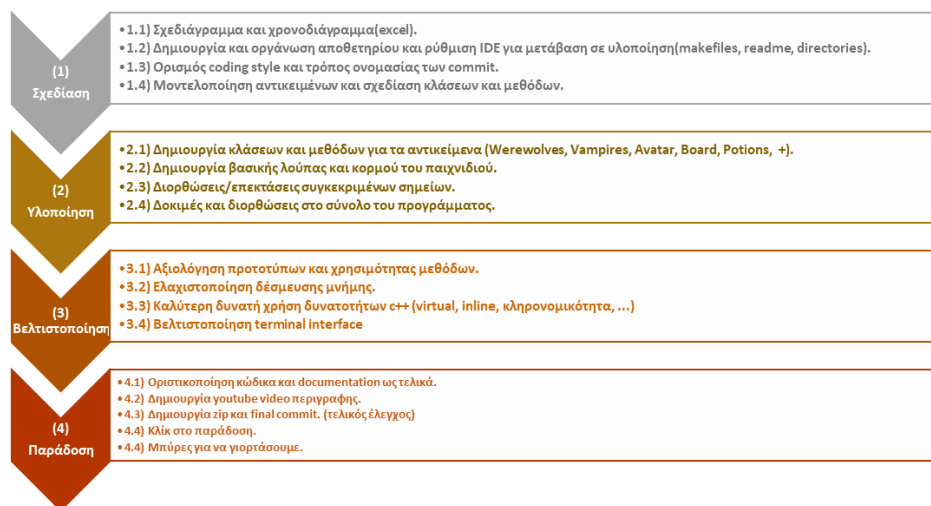 (1)
Σχεδίαση
•1.1) Σχεδιάγραμμα και χρονοδιάγραμμα(excel).
•1.2) Δημιουργία και οργάνωση αποθετηρίου και ρύθμιση IDE για μετάβαση σε υλοποίηση(makefiles, readme, directories).
•1.3) Ορισμός coding style και τρόπος ονομασίας των commit.
•1.4) Μοντελοποίηση αντικειμένων και σχεδίαση κλάσεων και μεθόδων.
(2)
Υλοποίηση
•2.1) Δημιουργία κλάσεων και μεθόδων για τα αντικείμενα (Werewolves, Vampires, Avatar, Board, Potions, +).
•2.2) Δημιουργία βασικής λούπας και κορμού του παιχνιδιού.
•2.3) Διορθώσεις/επεκτάσεις συγκεκριμένων σημείων.
•2.4) Δοκιμές και διορθώσεις στο σύνολο του προγράμματος.
(3)
Βελτιστοποίηση
•3.1) Αξιολόγηση προτοτύπων και χρησιμότητας μεθόδων.
•3.2) Ελαχιστοποίηση δέσμευσης μνήμης.
•3.3) Καλύτερη δυνατή χρήση δυνατοτήτων c++ (virtual, inline, κληρονομικότητα, ...)
•3.4) Βελτιστοποίηση terminal interface
(4)
Παράδοση
•4.1) Οριστικοποίηση κώδικα και documentation ως τελικά.
•4.2) Δημιουργία youtube video περιγραφης.
•4.3) Δημιουργία zip και final commit. (τελικός έλεγχος)
•4.4) Κλίκ στο παράδοση.
•4.4) Μπύρες για να γιορτάσουμε.